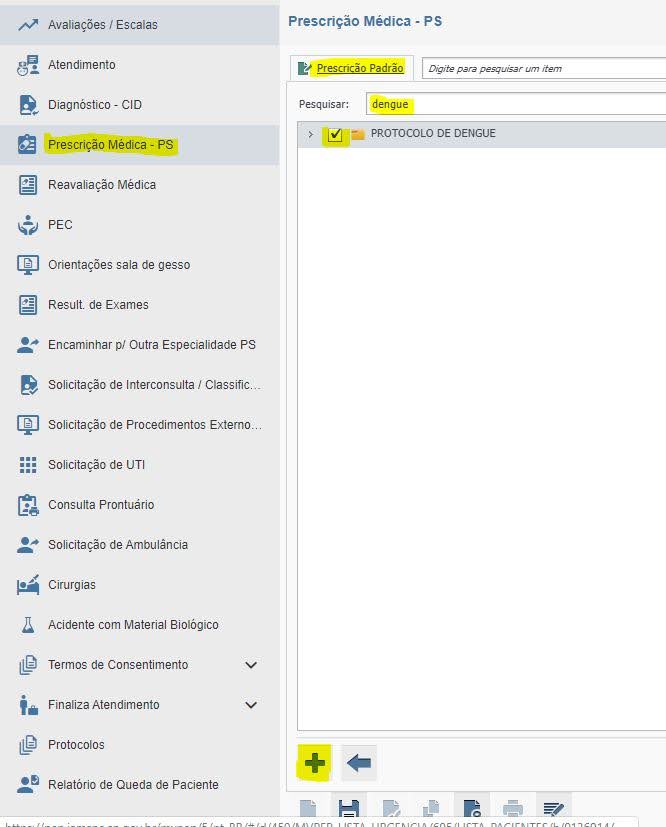 Avaliações / Escalas
Atendimento
Diagnóstico - CID
Prescrição Médica - PS
Reavaliação Médica
PEC
Orientações sala de gesso
Result. de Exames
Encaminhar p/ Outra Especialidade PS
Solicitação de Interconsulta / Classific...
Solicitação de Procedimentos Externo...
Solicitação de UTI
Consulta Prontuário
Solicitação de Ambulância
Cirurgias
Acidente com Material Biológico
Termos de Consentimento
Finaliza Atendimento
Protocolos
Relatório de Queda de Paciente
Prescrição Médica - PS
Prescrição Padrão
Digite para pesquisar um item
Pesquisar:
dengue
PROTOCOLO DE DENGUE